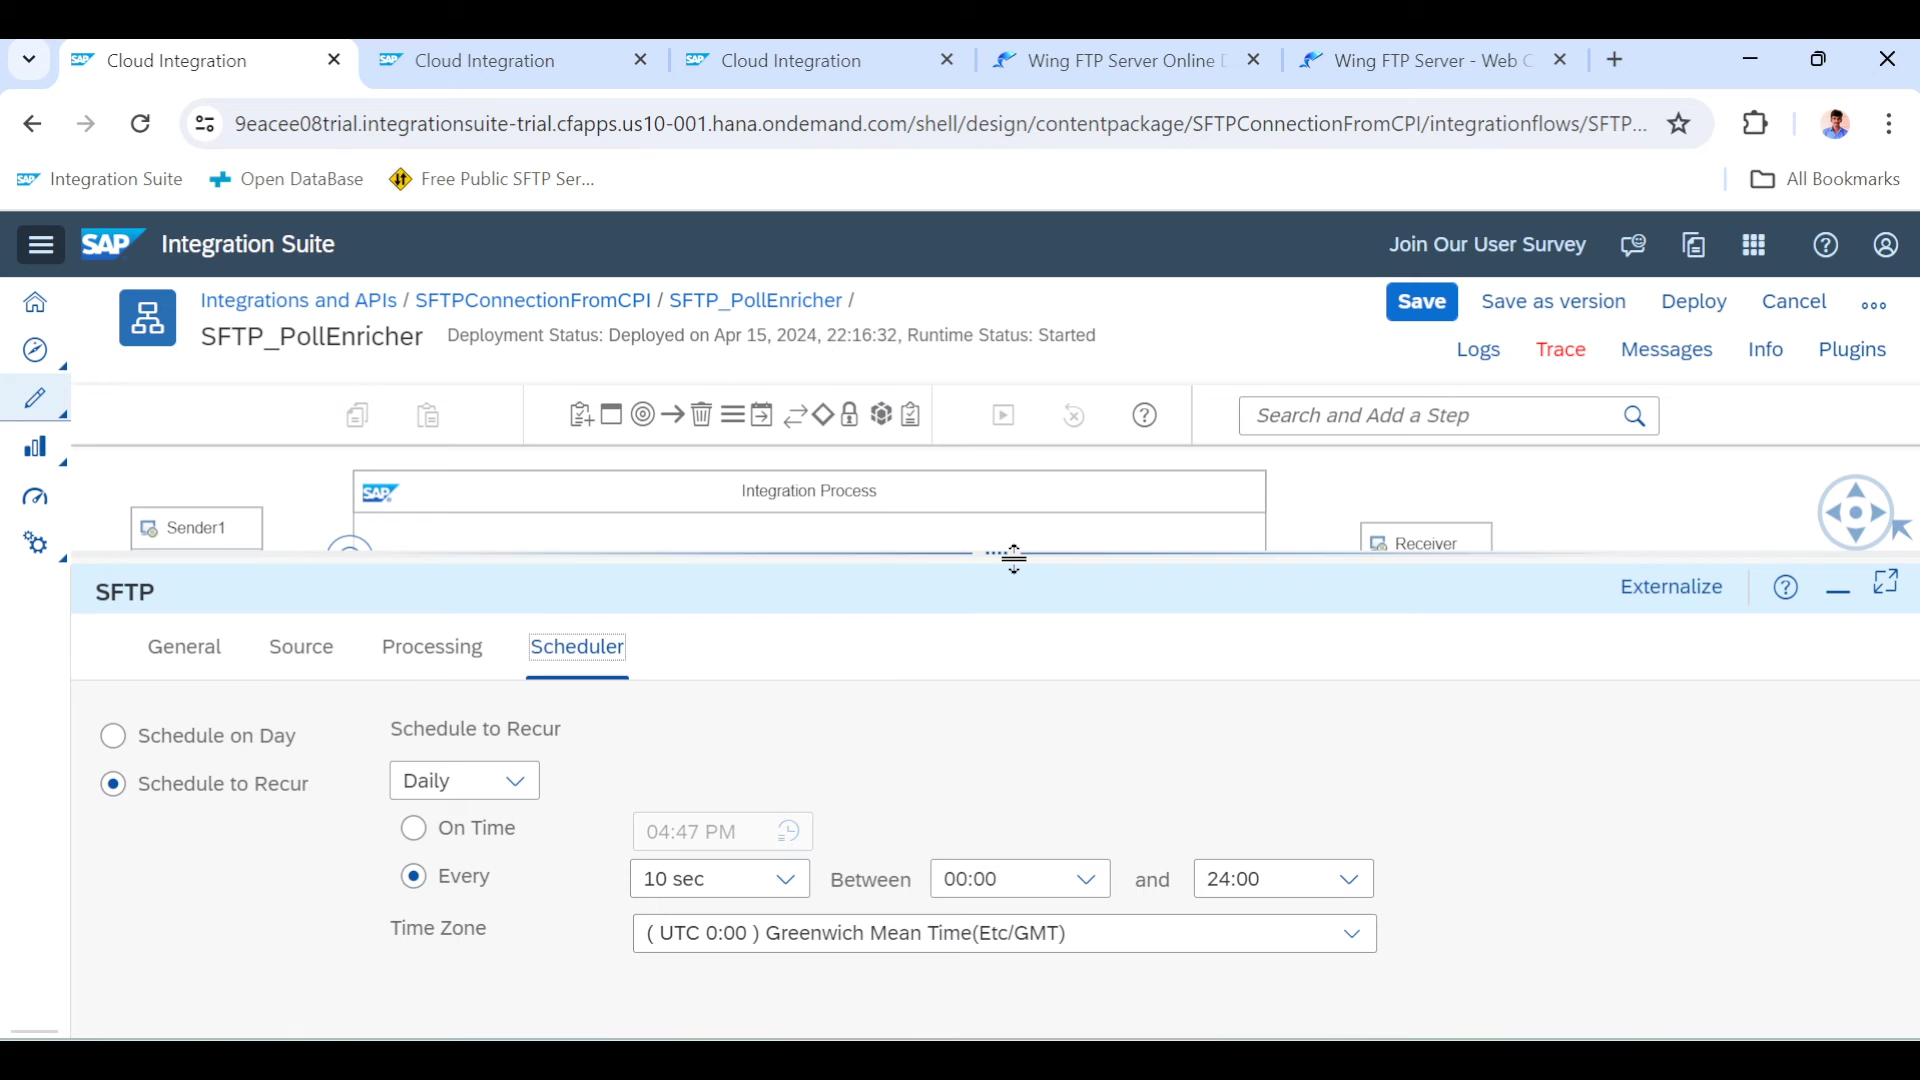 Cloud Integration
Cloud Integration
Cloud Integration
Wing FTP Server Online D
Wing FTP Server - Web C
9eacee08trial.integrationsuite-trial.cfapps.us10-001.hana.ondemand.com/shell/design/contentpackage/SFTPConnectionFromCPI/integrationflows/SFTP...
SAP Integration Suite
Open DataBase
Free Public SFTP Ser...
All Bookmarks
SAP Integration Suite
Join Our User Survey
Integrations and APIs / SFTPConnectionFromCPI / SFTP_PollEnricher /
Save
Save as version
Deploy
Cancel
SFTP_PollEnricher
Deployment Status: Deployed on Apr 15, 2024, 22:16:32, Runtime Status: Started
Logs
Trace
Messages
Info
Plugins
Search and Add a Step
SAP
Integration Process
Sender1
Receiver
SFTP
Externalize
General
Source
Processing
Scheduler
Schedule on Day
Schedule to Recur
Schedule to Recur
Daily
On Time
04:47 PM
Every
10 sec
Between
00:00
and
24:00
Time Zone
( UTC 0:00 ) Greenwich Mean Time(Etc/GMT)